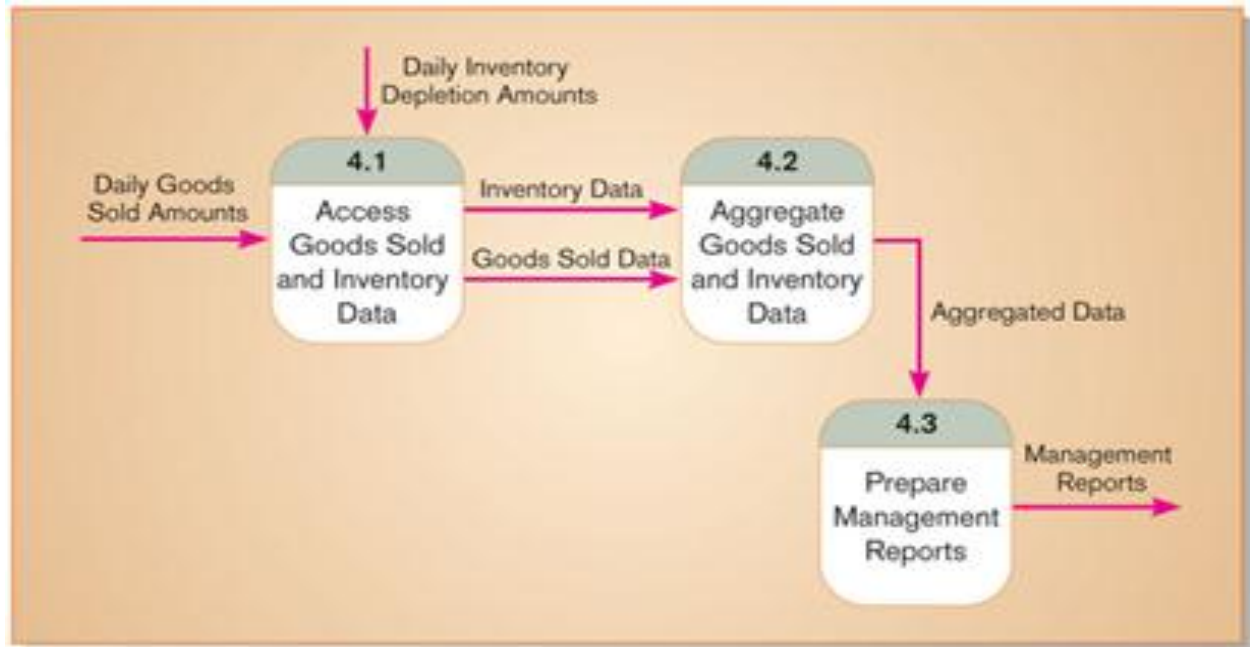 Daily Inventory
Depletion Amounts
Daily Goods
Sold Amounts
4.1
Access
Goods Sold
and Inventory
Data
Inventory Data
Goods Sold Data
4.2
Aggregate
Goods Sold
and Inventory
Data
Aggregated Data
4.3
Prepare
Management
Reports
Management
Reports